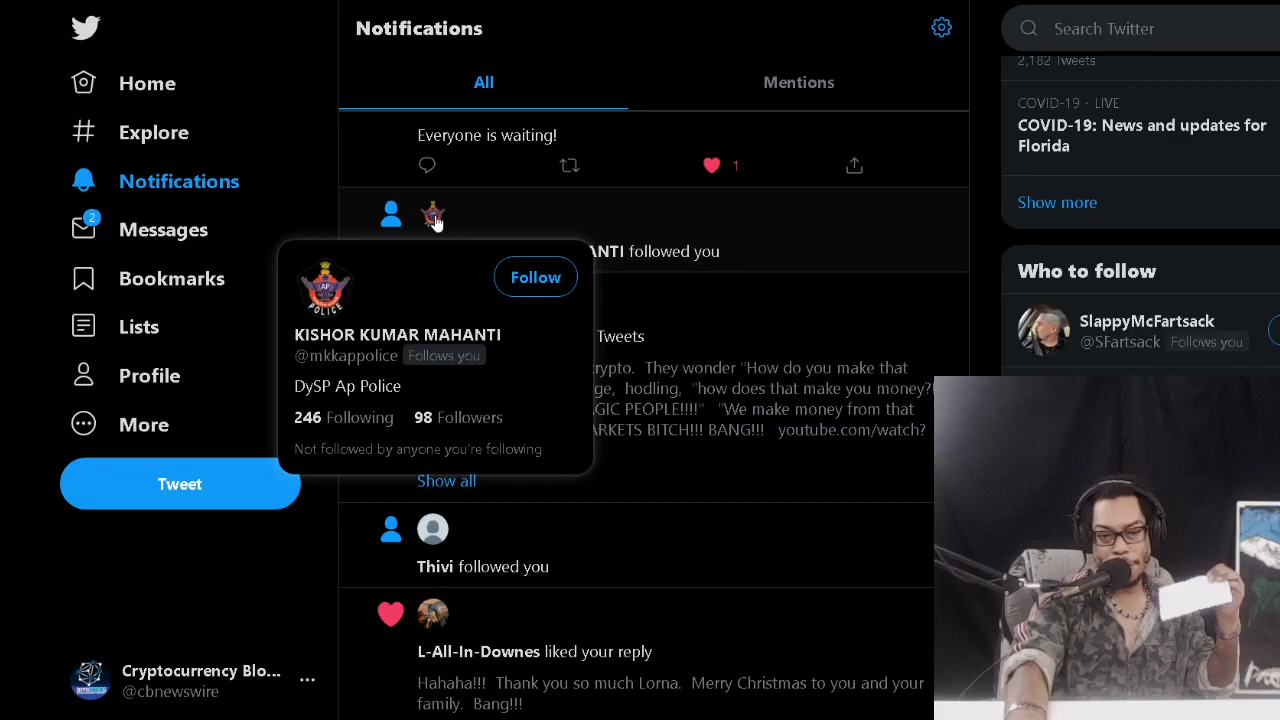 Home
Explore
Notifications
2
Messages
Bookmarks
Lists
Profile
More
Tweet
Cryptocurrency Blo...
@cbnewswire
Notifications
All
Mentions
Everyone is waiting!
1
ANTI followed you
AP
POLICE
Follow
KISHOR KUMAR MAHANTI
@mkkappolice Follows you
DySP Ap Police
246 Following 98 Followers
Not followed by anyone you're following
Tweets
crypto. They wonder "How do you make that
ge, hodling, "how does that make you money?!
AGIC PEOPLE!!!!" "We make money from that
ARKETS BITCH!!! BANG!!! youtube.com/watch?
Show all
Thivi followed you
L-All-In-Downes liked your reply
Hahaha!!! Thank you so much Lorna. Merry Christmas to you and your
family. Bang!!!
Search Twitter
2,182 Tweets
COVID-19 · LIVE
COVID-19: News and updates for
Florida
Show more
Who to follow
SlappyMcFartsack
@SFartsack Follows you